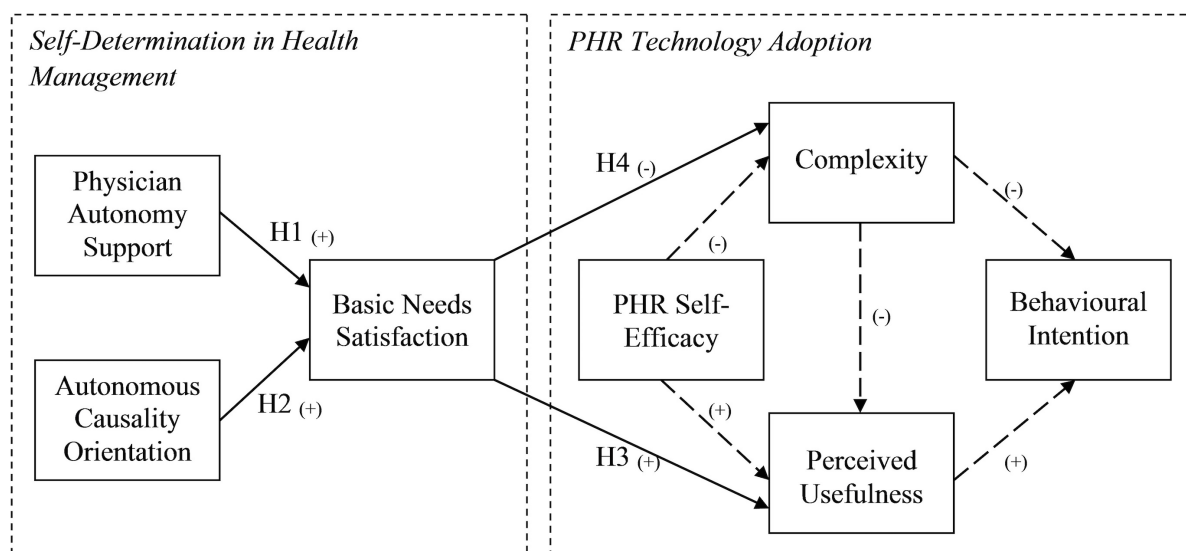 Self-Determination in Health
Management
PHR Technology Adoption
Physician
Autonomy
Support
H1 (+)
Autonomous
Causality
Orientation
H2 (+)
Basic Needs
Satisfaction
H4 (-)
H3 (+)
PHR Self-
Efficacy
(-)
(+)
Complexity
(-)
(-)
Perceived
Usefulness
(+)
Behavioural
Intention